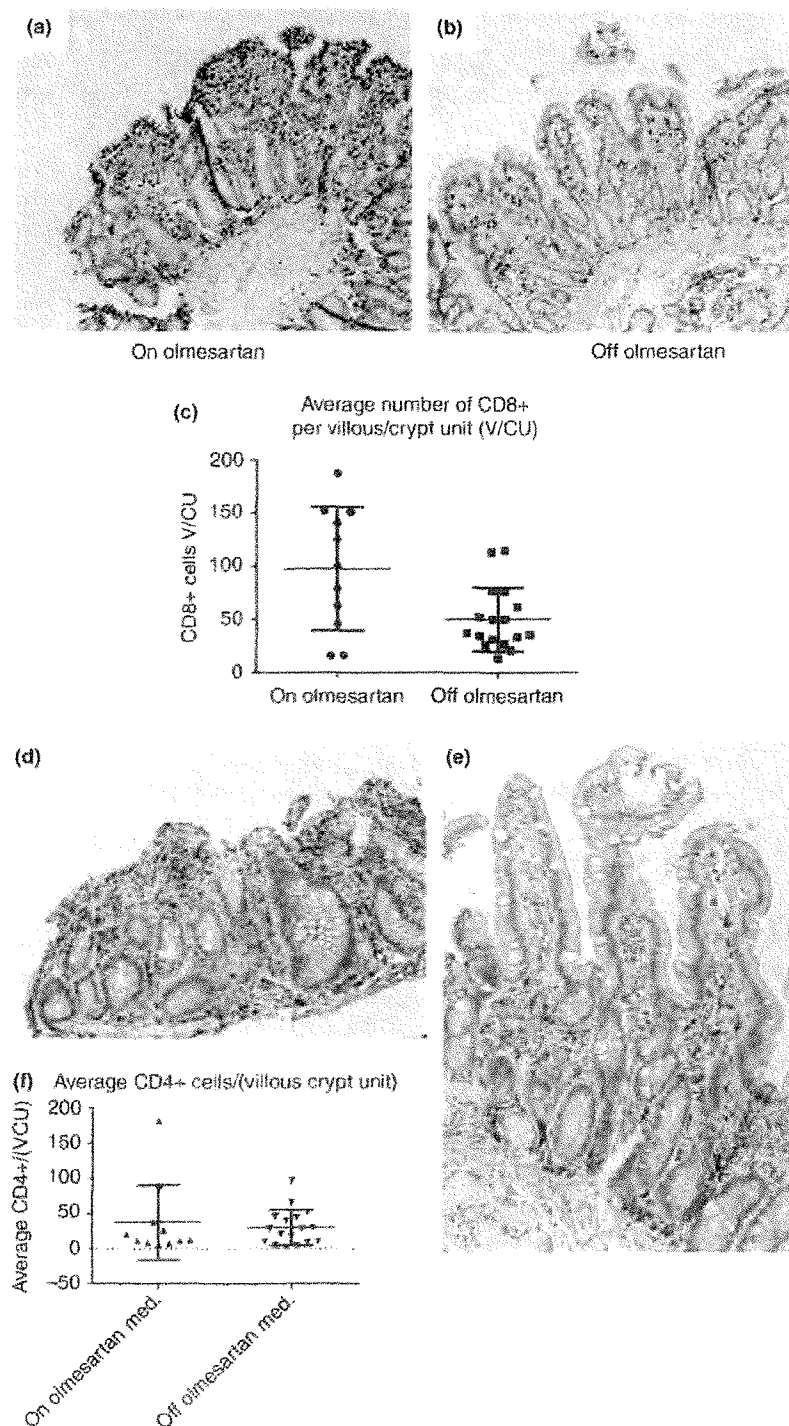 (a)
(b)
On olmesartan
Off olmesartan
(c)
Average number of CD8+
per villous/crypt unit (V/CU)
CD8+ cells V/CU
200
150
100
50
0
On olmesartan
Off olmesartan
(d)
(e)
(f)
Average CD4+ cells/(villous crypt unit)
Average CD4+/(VCU)
200
150
100
50
0
−50
On olmesartan med.
Off olmesartan med.